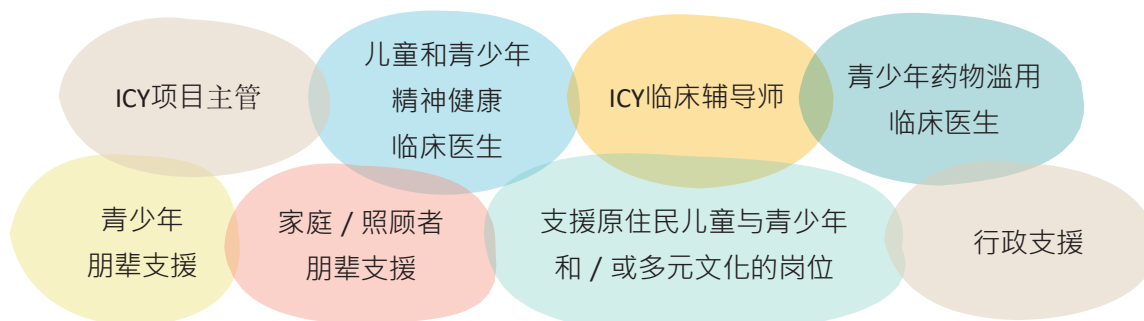 ICY项目主管
儿童和青少年
精神健康
临床医生
ICY临床辅导师
青少年药物滥用
临床医生
青少年
朋辈支援
家庭 / 照顾者
朋辈支援
支援原住民儿童与青少年
和 / 或多元文化的岗位
行政支援